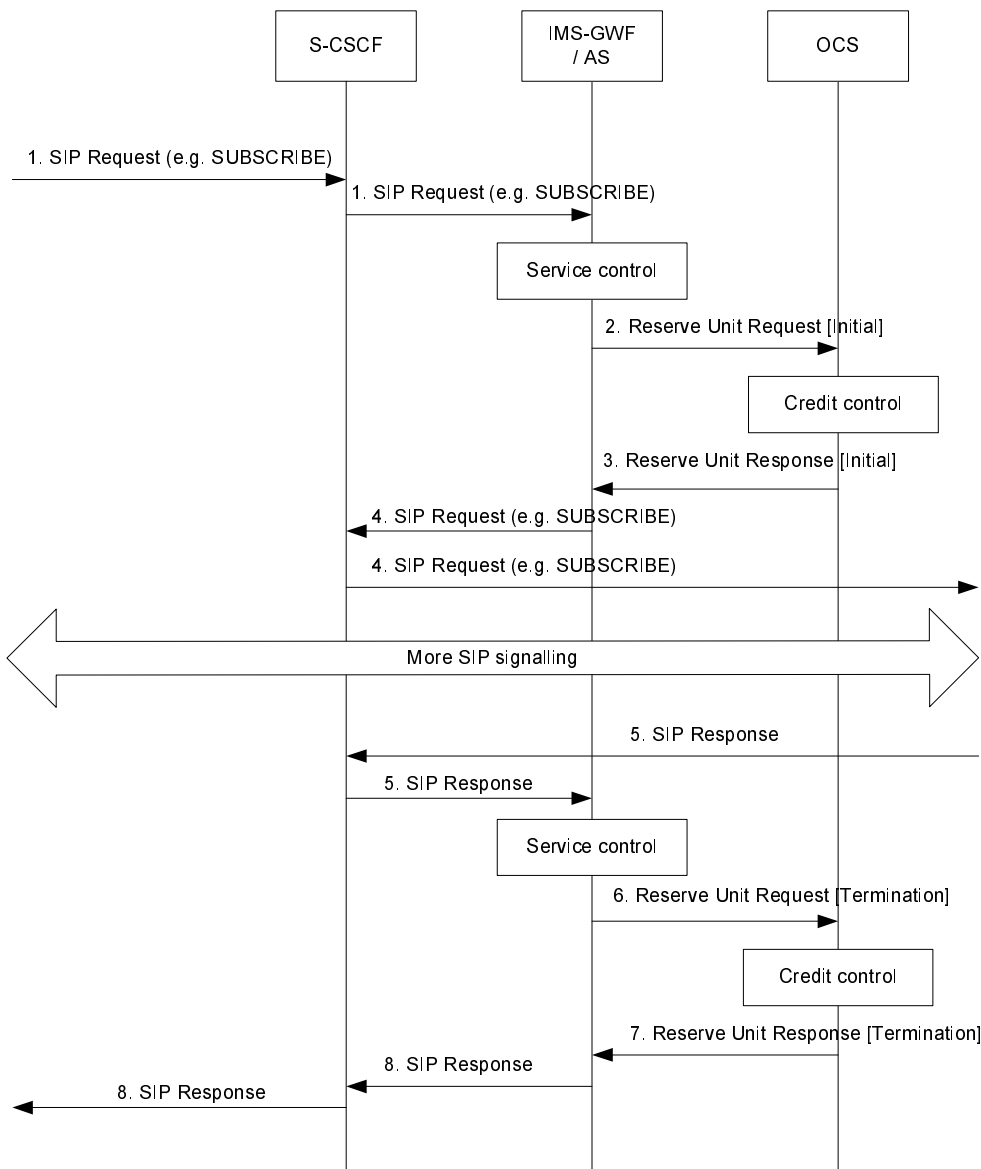 S-CSCF
IMS-GWF
/ AS
OCS
1. SIP Request (e.g. SUBSCRIBE)
1. SIP Request (e.g. SUBSCRIBE)
Service control
2. Reserve Unit Request [Initial]
Credit control
3. Reserve Unit Response [Initial]
4. SIP Request (e.g. SUBSCRIBE)
4. SIP Request (e.g. SUBSCRIBE)
More SIP signalling
5. SIP Response
5. SIP Response
Service control
6. Reserve Unit Request [Termination]
Credit control
7. Reserve Unit Response [Termination]
8. SIP Response
8. SIP Response